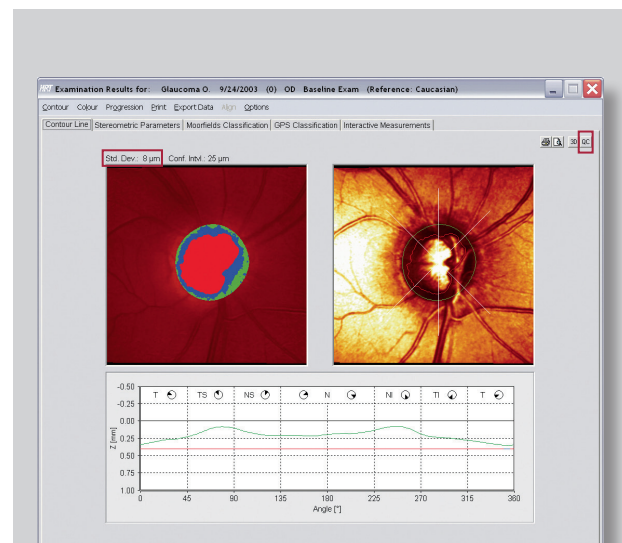 HRT Examination Results for: Glaucoma O. 9/24/2003 (0) OD Baseline Exam (Reference: Caucasian)
Contour Colour Progression Print Export Data Align Options
Contour Line Stereometric Parameters Moorfields Classification GPS Classification Interactive Measurements
3D QC
Std. Dev.: 8 µm Conf. Intvl.: 25 µm
-0.50
T TS NS N NI TI T
-0.25
0.00
Z [mm]
0.25
0.50
0.75
1.00
0 45 90 135 180 225 270 315 360
Angle [°]